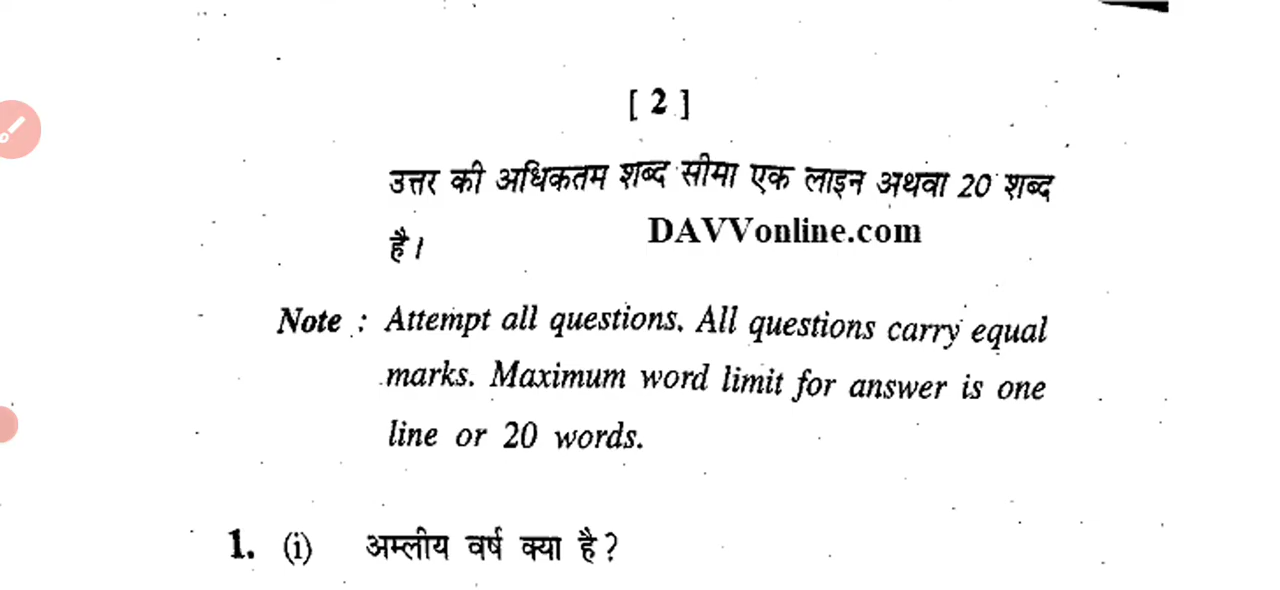 [ 2 ]
उत्तर की अधिकतम शब्द सीमा एक लाइन अथवा 20 शब्द
है।
DAVVonline.com
Note : Attempt all questions. All questions carry equal
marks. Maximum word limit for answer is one
line or 20 words.
1. (i) अम्लीय वर्ष क्या है?